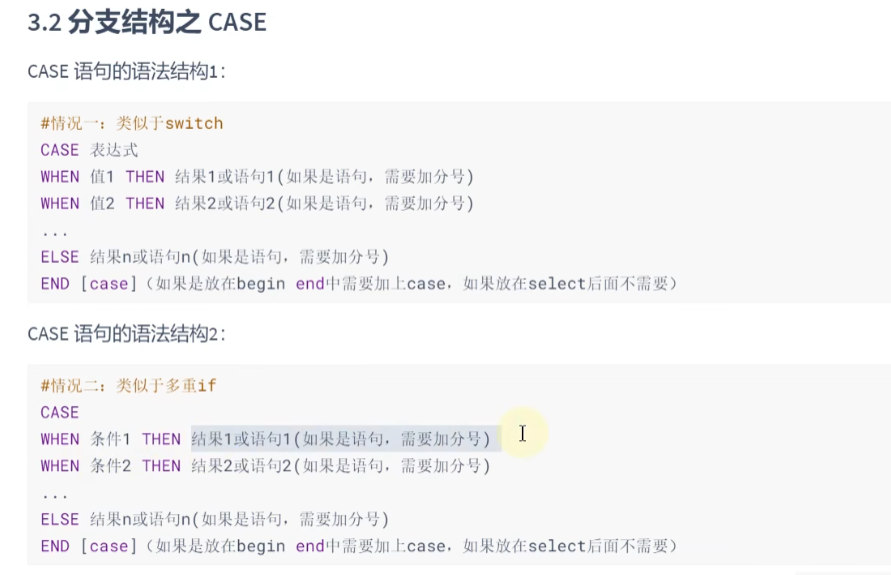 3.2 分支结构之 CASE
CASE 语句的语法结构1：
#情况一：类似于switch
CASE 表达式
WHEN 值1 THEN 结果1或语句1(如果是语句，需要加分号)
WHEN 值2 THEN 结果2或语句2(如果是语句，需要加分号)
...
ELSE 结果n或语句n(如果是语句，需要加分号)
END [case]（如果是放在begin end中需要加上case，如果放在select后面不需要）
CASE 语句的语法结构2：
#情况二：类似于多重if
CASE
WHEN 条件1 THEN 结果1或语句1(如果是语句，需要加分号)
WHEN 条件2 THEN 结果2或语句2(如果是语句，需要加分号)
...
ELSE 结果n或语句n(如果是语句，需要加分号)
END [case]（如果是放在begin end中需要加上case，如果放在select后面不需要）